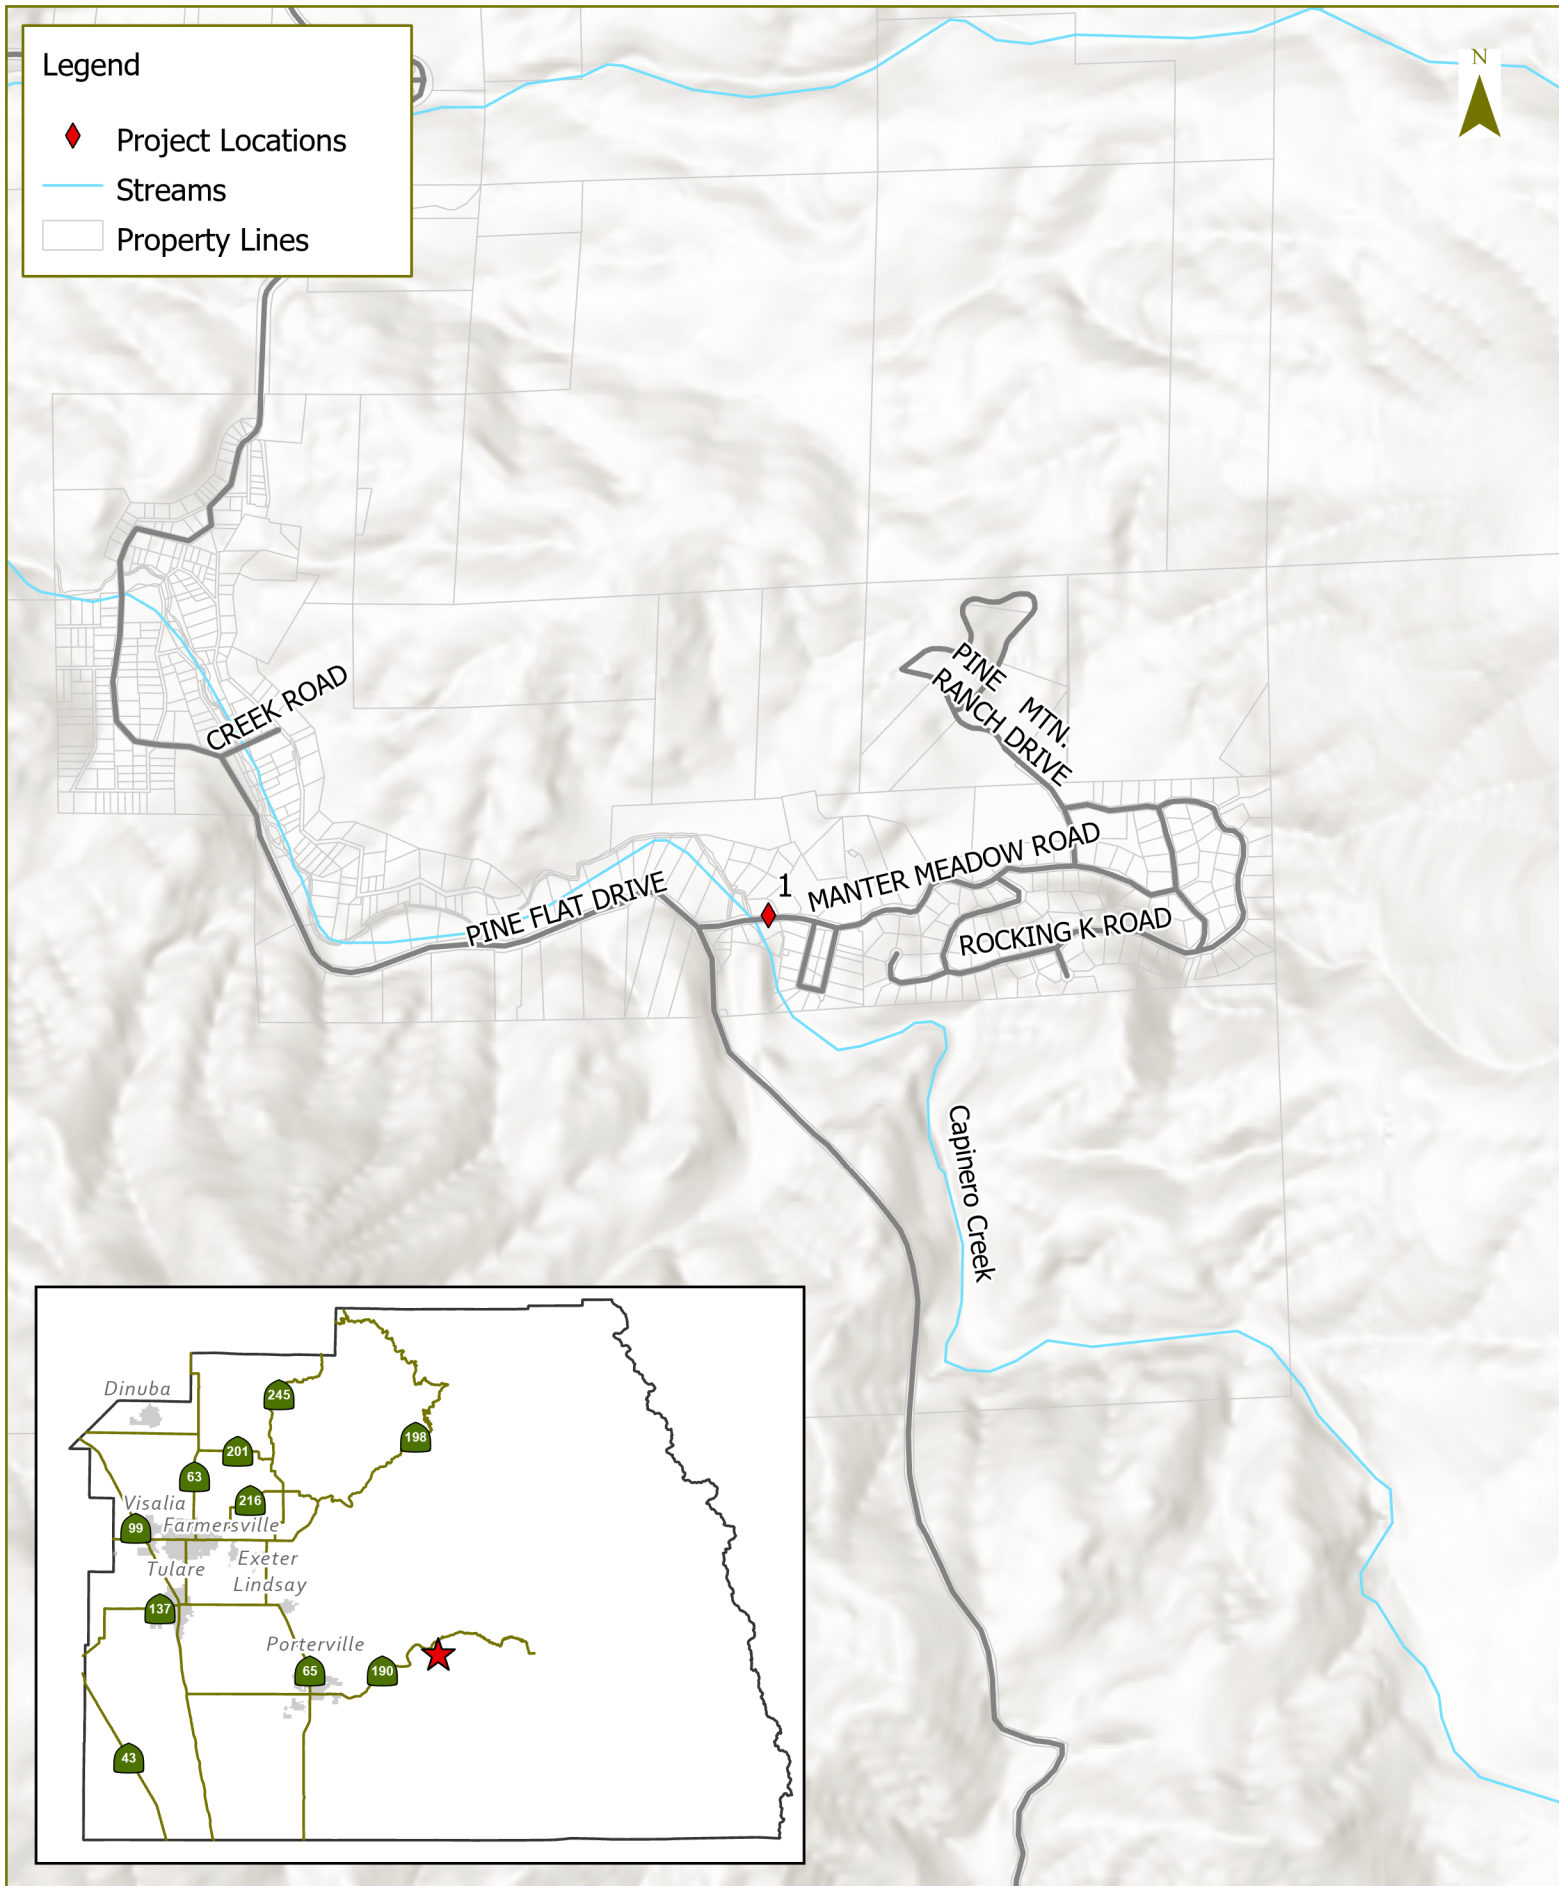 Legend
Project Locations
Streams
Property Lines
N
CREEK ROAD
PINE
RANCH DRIVE
MTN.
MANTER MEADOW ROAD
1
PINE FLAT DRIVE
ROCKING K ROAD
Capinero Creek
Dinuba
245
198
201
63
216
Visalia
99
Farmersville
Exeter
Tulare
Lindsay
137
Porterville
65
190
43